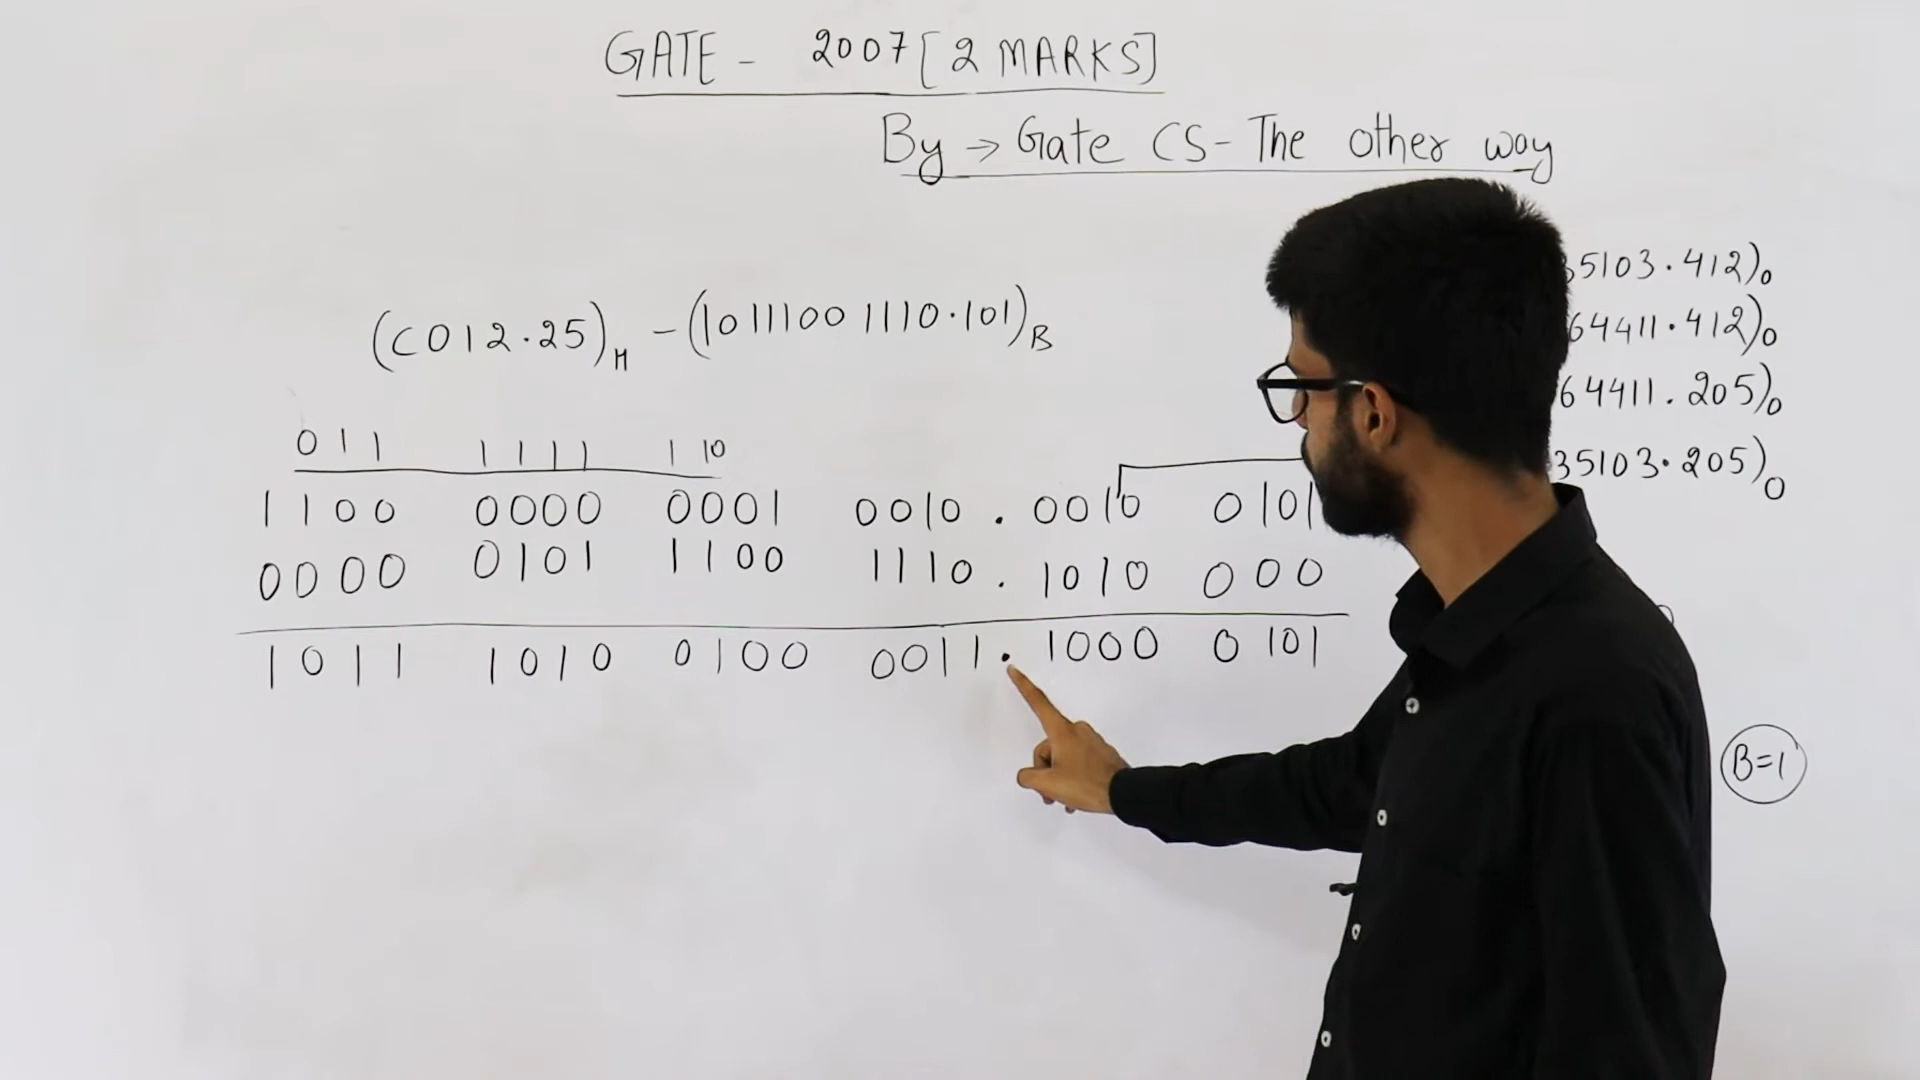 GATE - 2007 [2 MARKS]
By → Gate CS - The other way
(C012.25)H - (10111001110.101)B
35103.412)0
64411.412)0
64411.205)0
35103.205)0
011 1111 110
1100 0000 0001 0010 . 0010 0101
0000 0101 1100 1110 . 1010 000
1011 1010 0100 0011 . 1000 0101
B=1